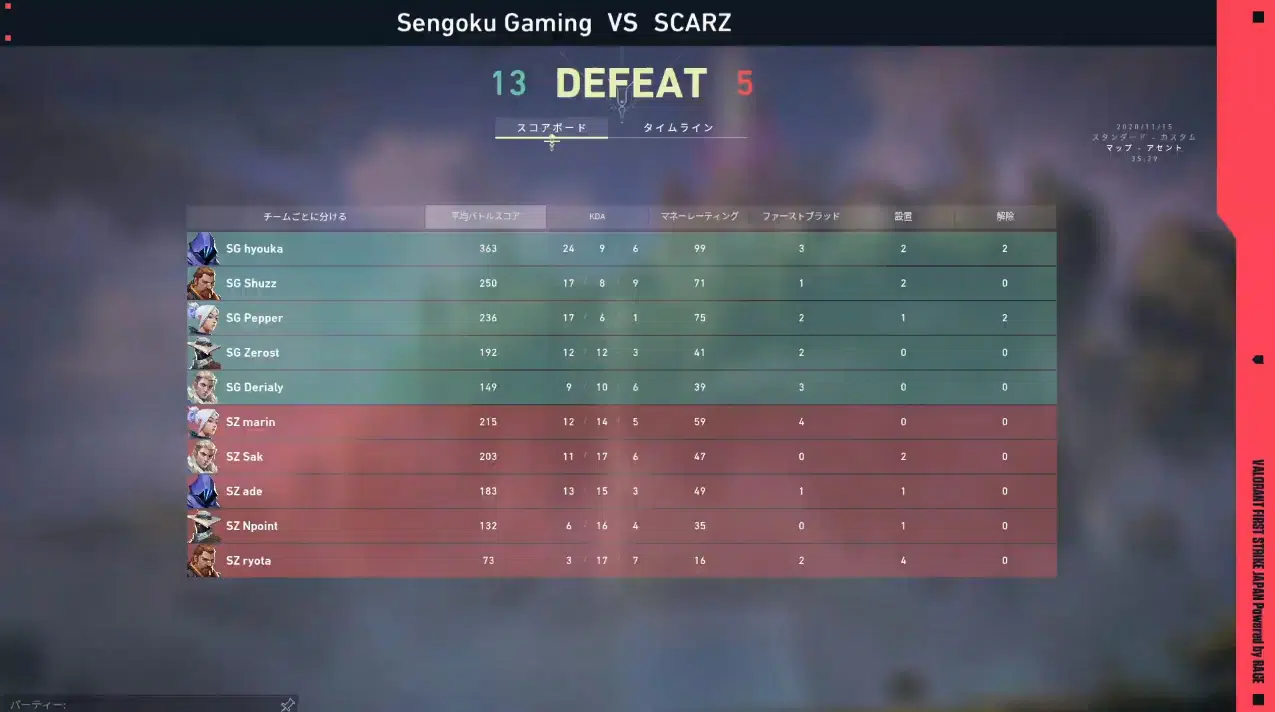 Sengoku Gaming VS SCARZ
13 DEFEAT 5
スコアボード タイムライン
2020/11/15
スタンダード - カスタム
マップ - アセント
35:29
チームごとに分ける 平均バトルスコア KDA マネーレーティング ファーストブラッド 設置 解除
SG hyouka 363 24 9 6 99 3 2 2
SG Shuzz 250 17 / 8 / 9 71 1 2 0
SG Pepper 236 17 / 6 / 1 75 2 1 2
SG Zerost 192 12 / 12 / 3 41 2 0 0
SG Derialy 149 9 10 6 39 3 0 0
SZ marin 215 12 / 14 / 5 59 4 0 0
SZ Sak 203 11 / 17 / 6 47 0 2 0
SZ ade 183 13 / 15 / 3 49 1 1 0
SZ Npoint 132 6 / 16 / 4 35 0 1 0
SZ ryota 73 3 / 17 / 7 16 2 4 0
パーティー:
VALORANT FIRST STRIKE JAPAN Powered by RAGE